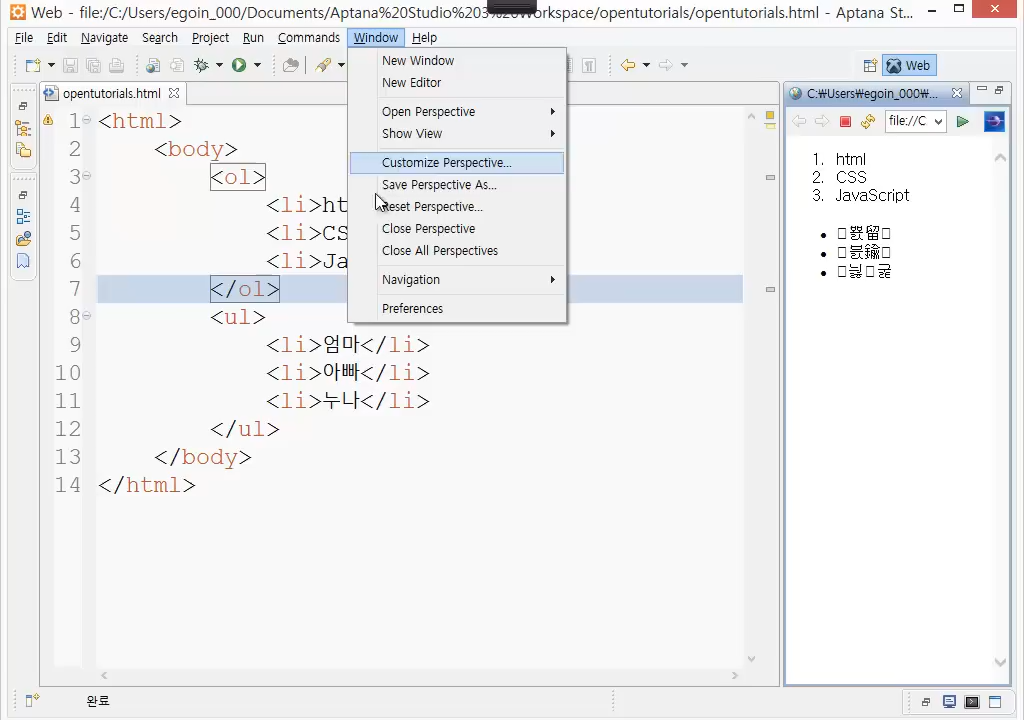 Web - file:/C:/Users/egoin_000/Documents/Aptana%20Studio%203%20Workspace/opentutorials/opentutorials.html - Aptana St...
File Edit Navigate Search Project Run Commands Window Help
Web
opentutorials.html
1 <html>
2 <body>
3 <ol>
4 <li>ht
5 <li>CS
6 <li>Ja
7 </ol>
8 <ul>
9 <li>엄마</li>
10 <li>아빠</li>
11 <li>누나</li>
12 </ul>
13 </body>
14 </html>
New Window
New Editor
Open Perspective
Show View
Customize Perspective...
Save Perspective As...
Reset Perspective...
Close Perspective
Close All Perspectives
Navigation
Preferences
C:₩Users₩egoin_000₩...
file://C
1. html
2. CSS
3. JavaScript
완료